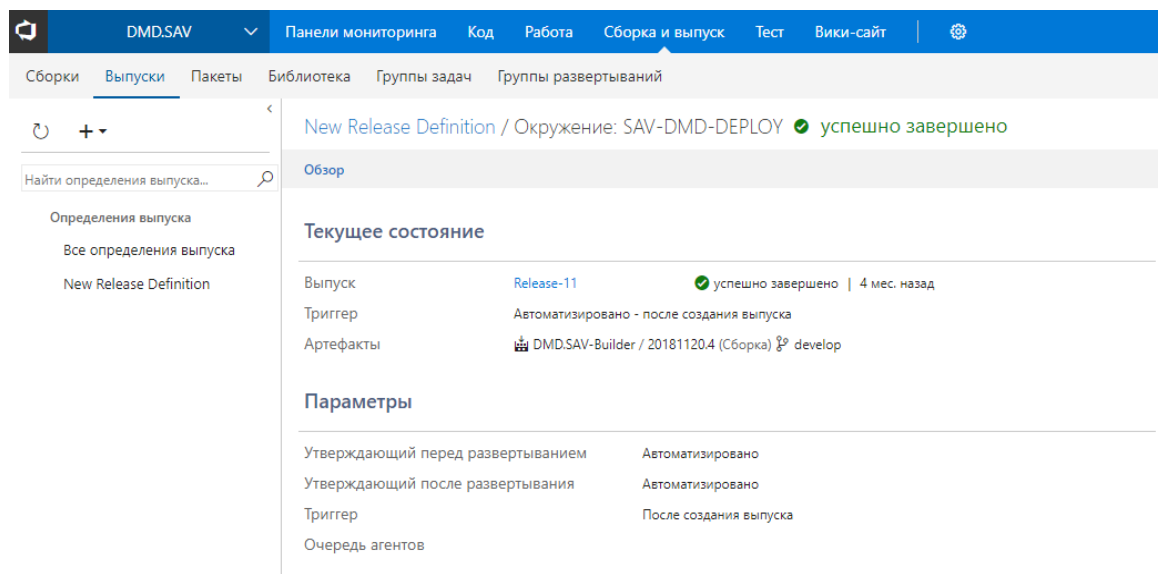 DMD.SAV Панели мониторинга Код Работа Сборка и выпуск Тест Вики-сайт
Сборки Выпуски Пакеты Библиотека Группы задач Группы развертываний
New Release Definition / Окружение: SAV-DMD-DEPLOY успешно завершено
Найти определения выпуска...
Обзор
Определения выпуска
Все определения выпуска
New Release Definition
Текущее состояние
Выпуск Release-11 успешно завершено | 4 мес. назад
Триггер Автоматизировано - после создания выпуска
Артефакты DMD.SAV-Builder / 20181120.4 (Сборка) develop
Параметры
Утверждающий перед развертыванием Автоматизировано
Утверждающий после развертывания Автоматизировано
Триггер После создания выпуска
Очередь агентов